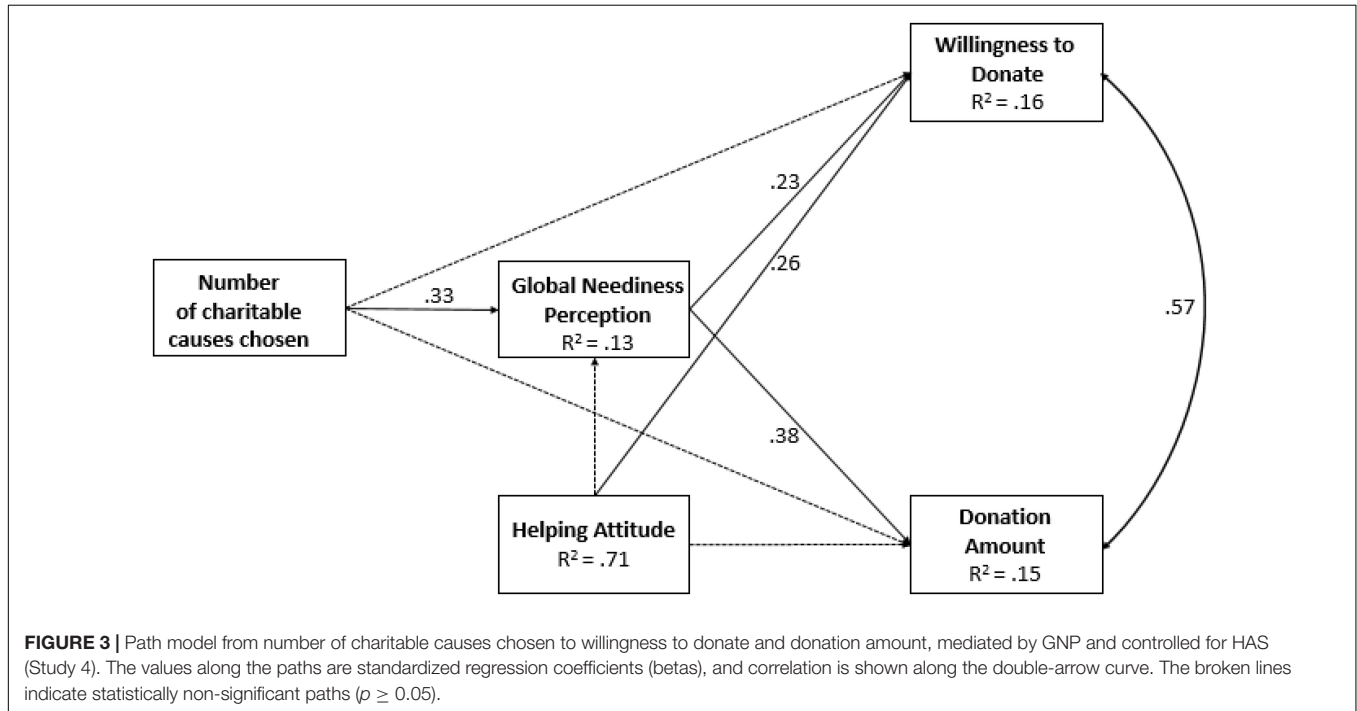 Willingness to
Donate
R² = .16
.23
.26
.57
Number
of charitable
causes chosen
.33
Global Neediness
Perception
R² = .13
.38
Helping Attitude
R² = .71
Donation
Amount
R² = .15
FIGURE 3 | Path model from number of charitable causes chosen to willingness to donate and donation amount, mediated by GNP and controlled for HAS
(Study 4). The values along the paths are standardized regression coefficients (betas), and correlation is shown along the double-arrow curve. The broken lines
indicate statistically non-significant paths (p ≥ 0.05).